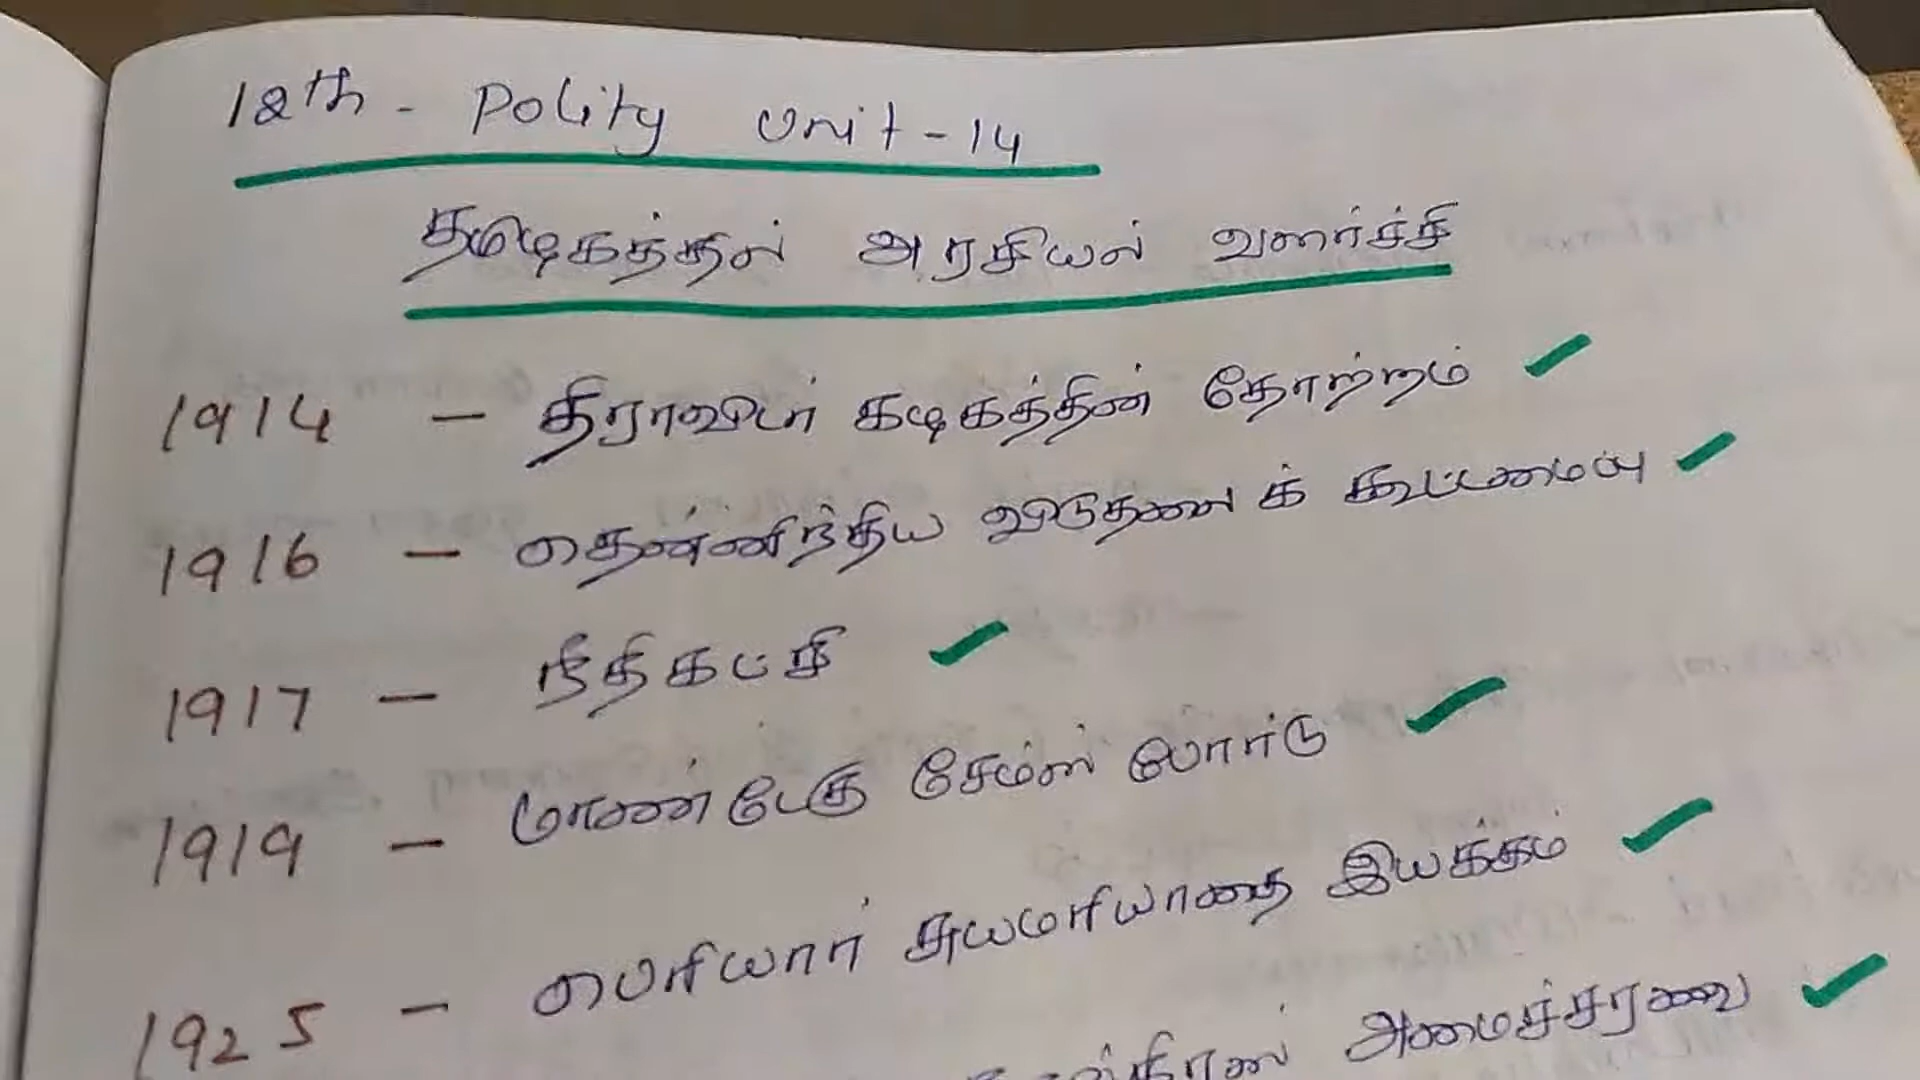 12th - Polity Unit - 14
தமிழகத்தில் அரசியல் வளர்ச்சி
1914 - திராவிடர் கழகத்தின் தோற்றம்
1916 - தென்னிந்திய விடுதலைக் கூட்டமைப்பு
1917 - நீதிகட்சி
1919 - மாண்டேகு சேம்ஸ் போர்டு
1925 - பெரியார் சுயமரியாதை இயக்கம்
அமைச்சரவை